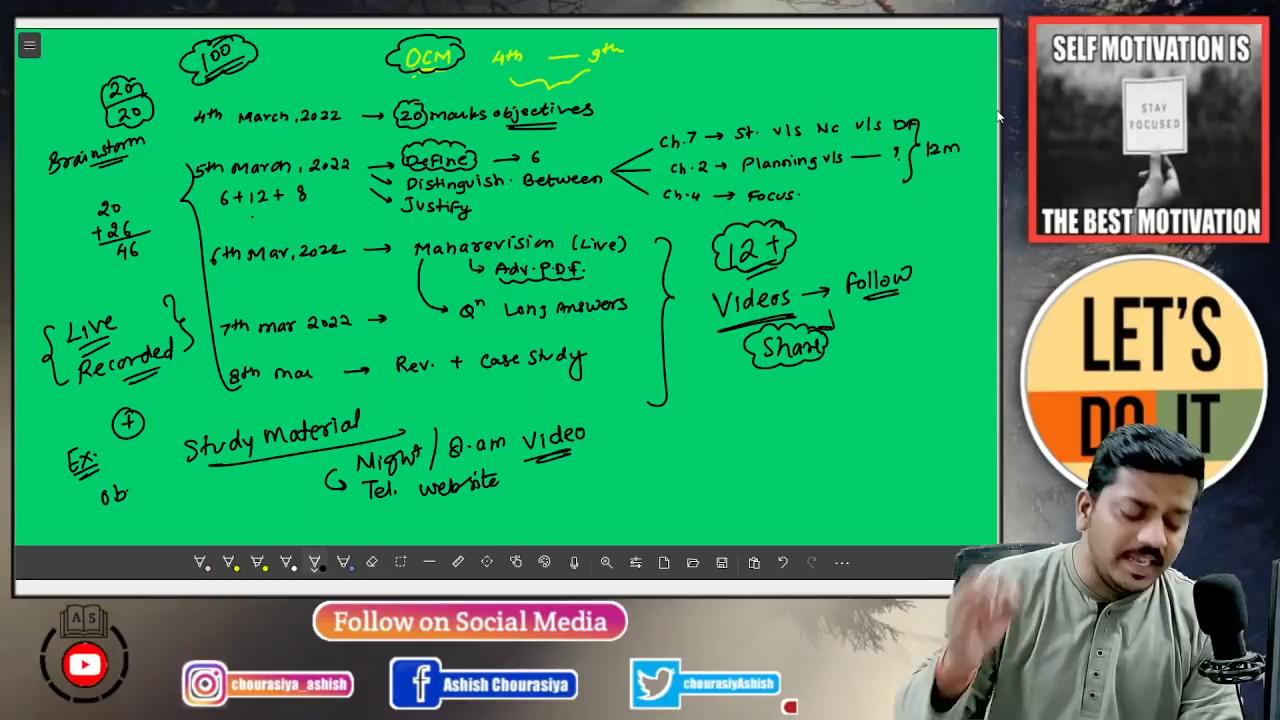 100
OCM 4th — 9th
20
20
Brainstorm
4th March, 2022 → 20 marks objectives
5th March, 2022 → Define → 6
Distinguish Between
Justify
6 + 12 + 8
Ch.7 → St. v/s Nc v/s DA
Ch.2 → Planning v/s — ?
Ch.4 → Focus.
12m
20
+26
46
6th Mar, 2022 → Maharevision (Live)
Adv. P.D.F.
Qn Long Answers
7th mar 2022 →
8th mar → Rev. + case study
Live
Recorded
12 +
Videos → follow
Share
+
Ex.
ob
Study Material
Night / 8.am Video
Tel. website
SELF MOTIVATION IS
STAY
FOCUSED
THE BEST MOTIVATION
LET'S
DO IT
A S
Follow on Social Media
chourasiya_ashish
Ashish Chourasiya
chourasiyAshish